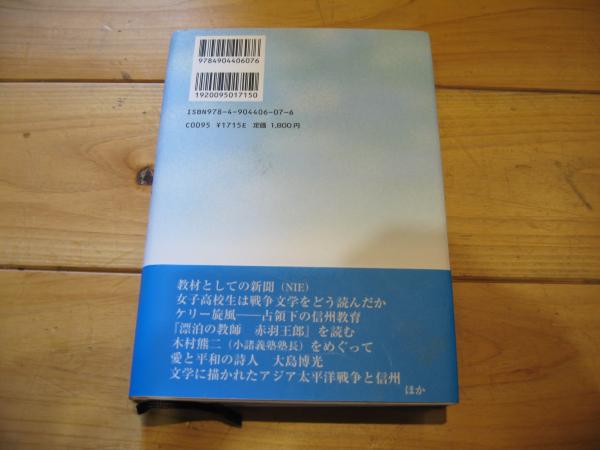 9784904406076
1920095017150
ISBN978-4-904406-07-6
C0095 ¥1715E 定価 1,800円
教材としての新聞(NIE)
女子高校生は戦争文学をどう読んだか
ケリー旋風――占領下の信州教育
『漂泊の教師 赤羽王郎』を読む
木村熊二(小諸義塾塾長)をめぐって
愛と平和の詩人 大島博光
文学に描かれたアジア太平洋戦争と信州
ほか